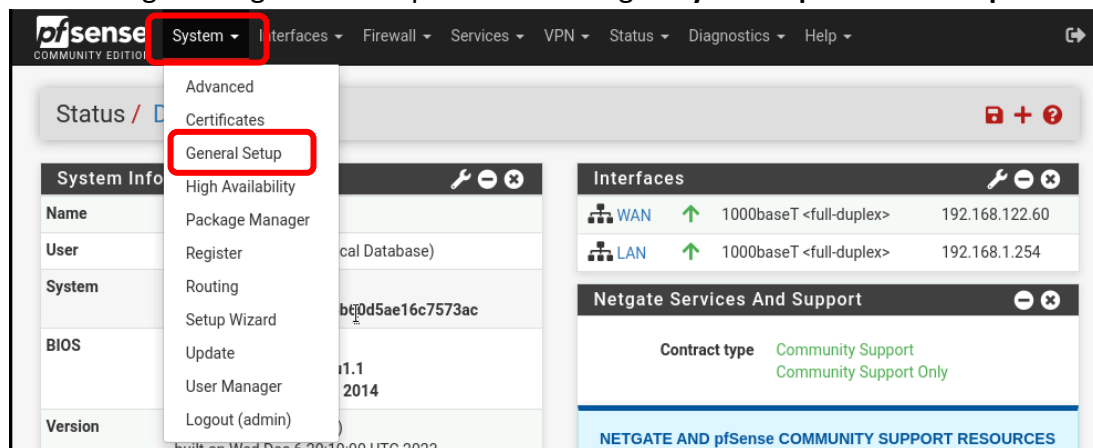 pfsense System Interfaces Firewall Services VPN Status Diagnostics Help
COMMUNITY EDITION
Advanced
Certificates
General Setup
High Availability
Package Manager
Register
Routing
Setup Wizard
Update
User Manager
Logout (admin)
Status /
System Info
Name
User cal Database)
System
BIOS
2014
Version
Interfaces
WAN 1000baseT <full-duplex> 192.168.122.60
LAN 1000baseT <full-duplex> 192.168.1.254
Netgate Services And Support
Contract type Community Support
Community Support Only
NETGATE AND pfSense COMMUNITY SUPPORT RESOURCES